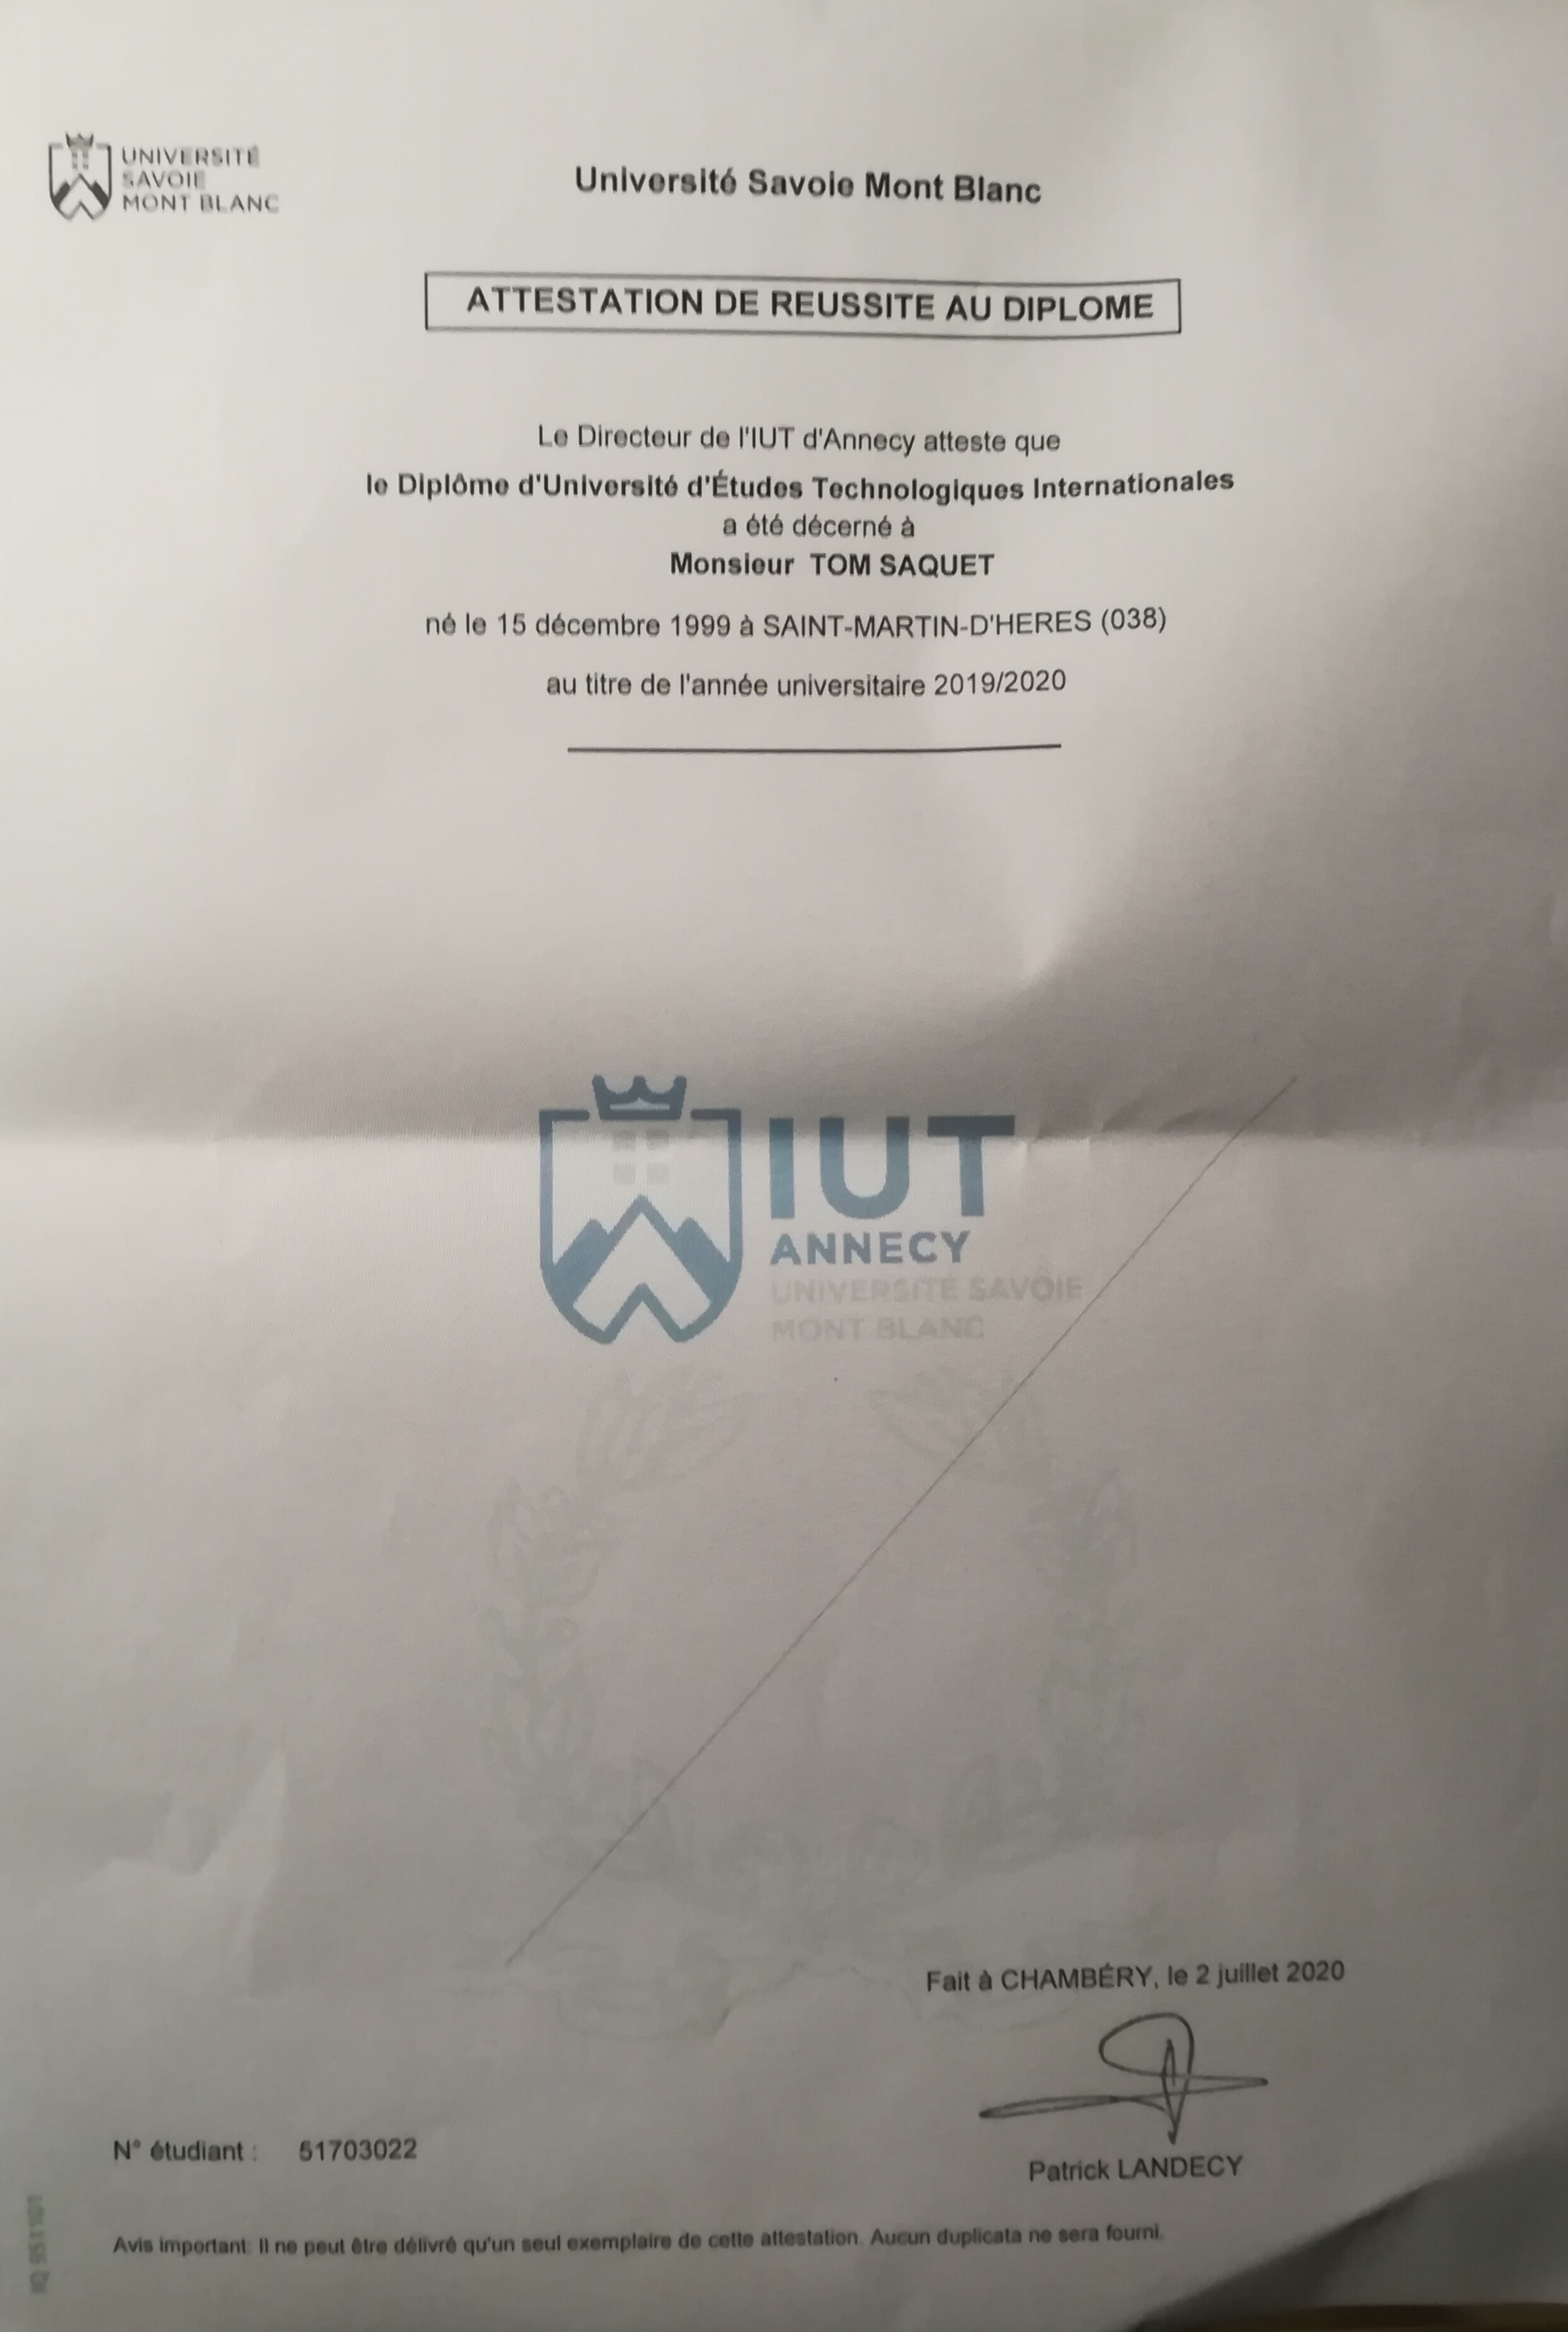 UNIVERSITÉ
SAVOIE
MONT BLANC
Université Savoie Mont Blanc
ATTESTATION DE REUSSITE AU DIPLOME
Le Directeur de l'IUT d'Annecy atteste que
le Diplôme d'Université d'Études Technologiques Internationales
a été décerné à
Monsieur TOM SAQUET
né le 15 décembre 1999 à SAINT-MARTIN-D'HERES (038)
au titre de l'année universitaire 2019/2020
IUT
ANNECY
UNIVERSITÉ SAVOIE
MONT BLANC
Fait à CHAMBÉRY, le 2 juillet 2020
N° étudiant : 51703022
Patrick LANDECY
Avis important: Il ne peut être délivré qu'un seul exemplaire de cette attestation. Aucun duplicata ne sera fourni.